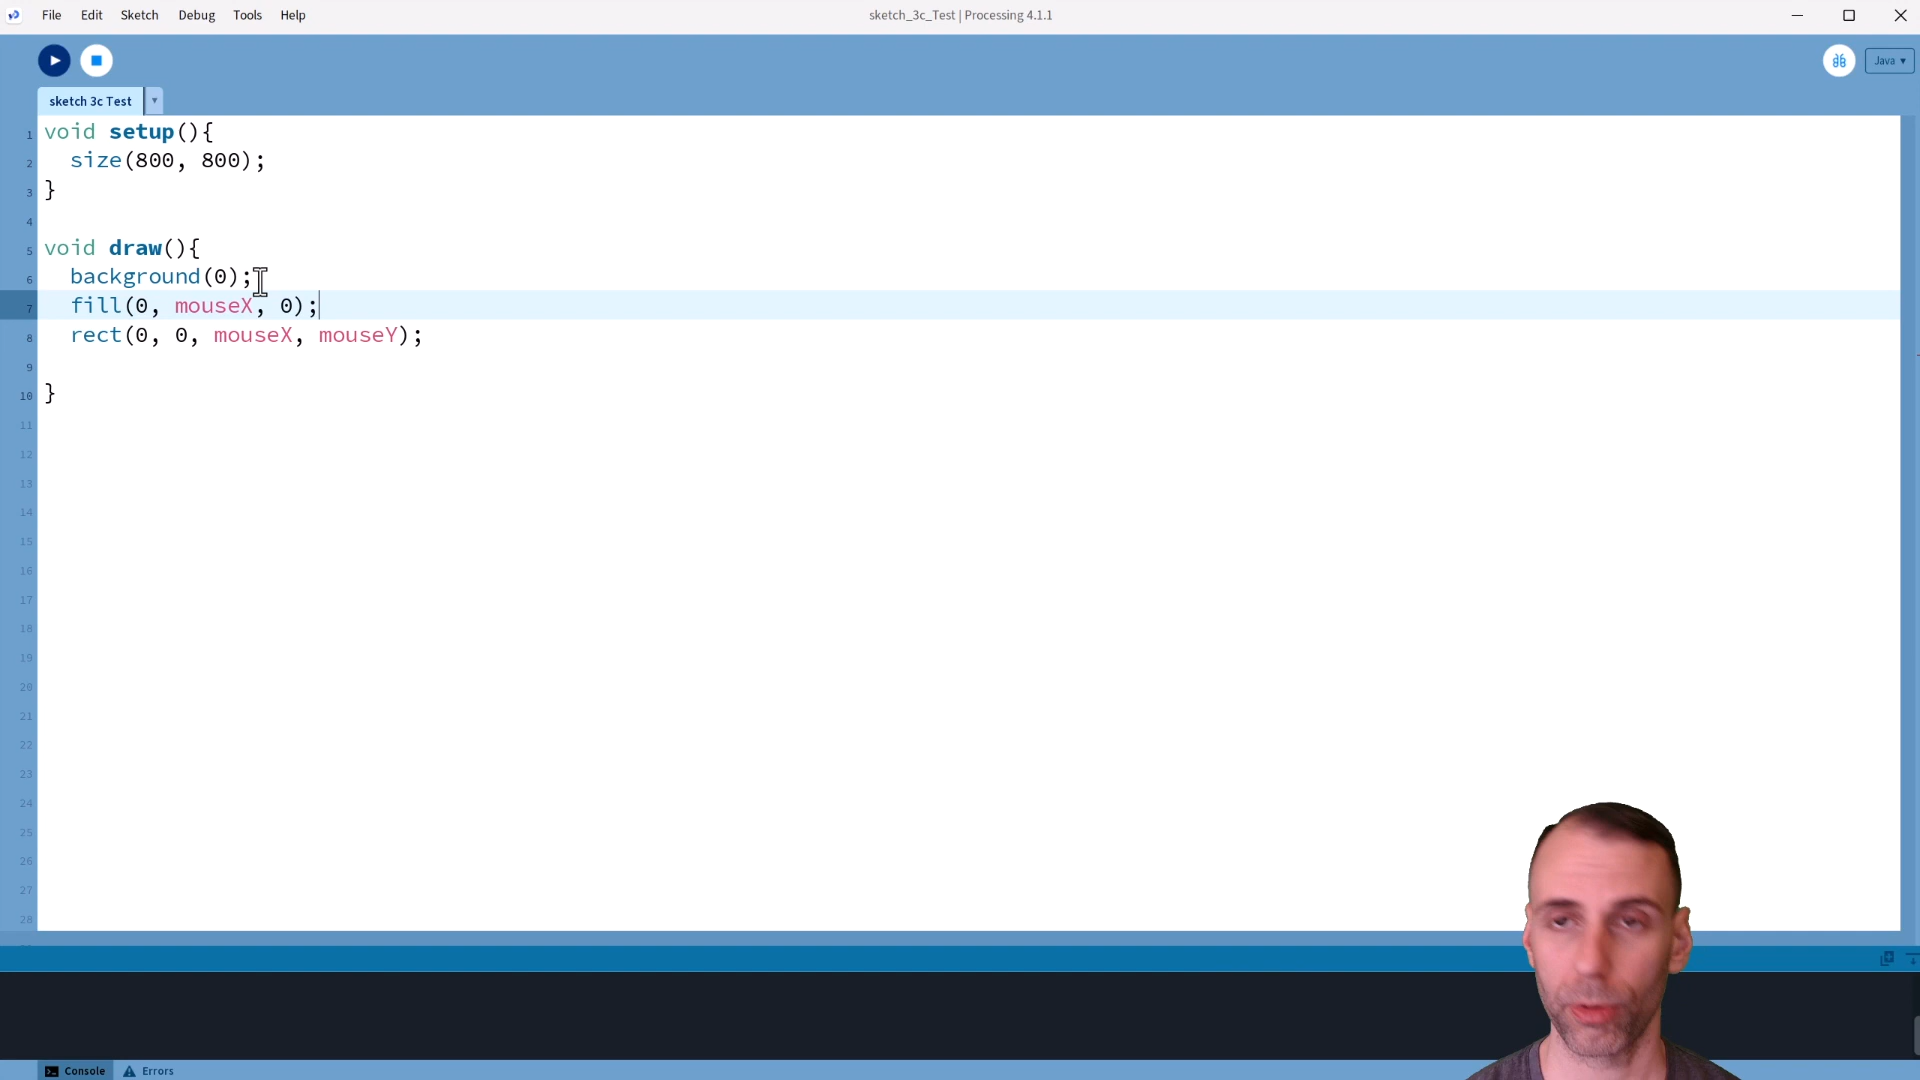 File Edit Sketch Debug Tools Help
sketch_3c_Test | Processing 4.1.1
Java ▾
sketch 3c Test ▾
1 void setup(){
2   size(800, 800);
3 }
4
5 void draw(){
6   background(0);
7   fill(0, mouseX, 0);
8   rect(0, 0, mouseX, mouseY);
9
10 }
11
12
13
14
15
16
17
18
19
20
21
22
23
24
25
26
27
28
Console Errors